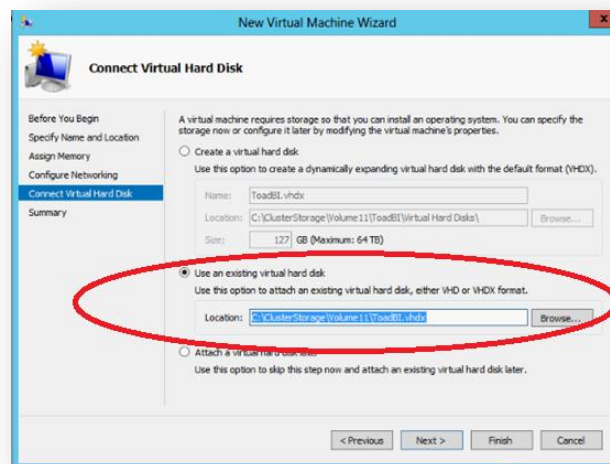 New Virtual Machine Wizard
x
Connect Virtual Hard Disk
Before You Begin
Specify Name and Location
Assign Memory
Configure Networking
Connect Virtual Hard Disk
Summary
A virtual machine requires storage so that you can install an operating system. You can specify the
storage now or configure it later by modifying the virtual machine's properties.
Create a virtual hard disk
Use this option to create a dynamically expanding virtual hard disk with the default format (VHDX).
Name: ToadBI.vhdx
Location: C:\ClusterStorage\Volume11\ToadBI\Virtual Hard Disks\ Browse...
Size: 127 GB (Maximum: 64 TB)
Use an existing virtual hard disk
Use this option to attach an existing virtual hard disk, either VHD or VHDX format.
Location: C:\ClusterStorage\Volume11\ToadBI.vhdx Browse...
Attach a virtual hard disk later
Use this option to skip this step now and attach an existing virtual hard disk later.
< Previous Next > Finish Cancel